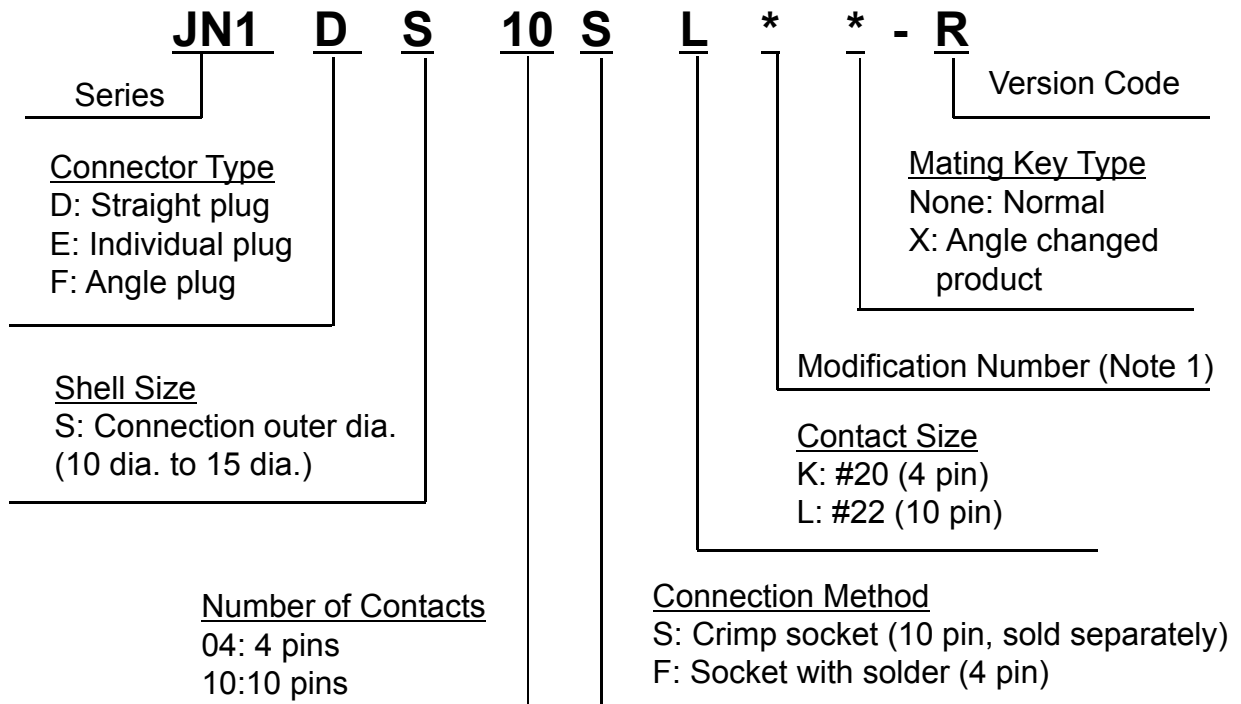 JN1 D S 10 S L * * - R
Series
Version Code
Connector Type
D: Straight plug
E: Individual plug
F: Angle plug
Mating Key Type
None: Normal
X: Angle changed
product
Modification Number (Note 1)
Shell Size
S: Connection outer dia.
(10 dia. to 15 dia.)
Contact Size
K: #20 (4 pin)
L: #22 (10 pin)
Number of Contacts
04: 4 pins
10:10 pins
Connection Method
S: Crimp socket (10 pin, sold separately)
F: Socket with solder (4 pin)